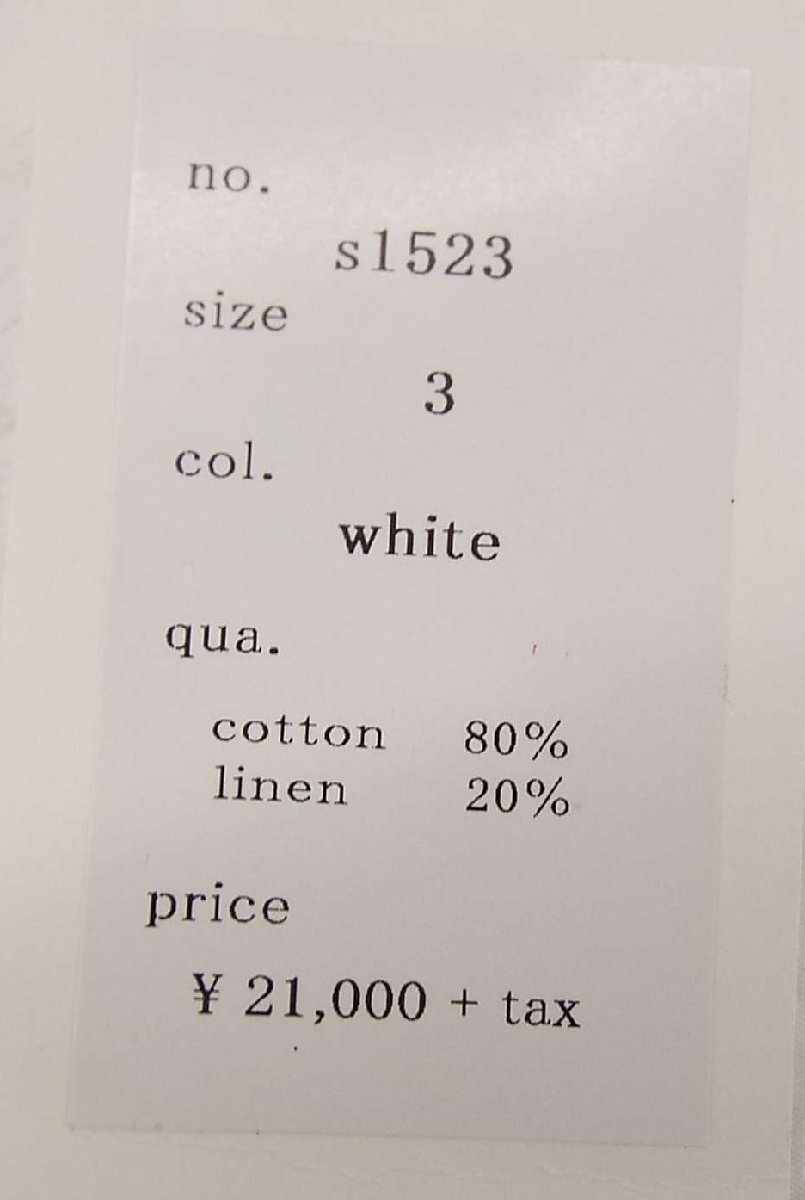 no.
s1523
size
3
col.
white
qua.
cotton 80%
linen 20%
price
¥ 21,000 + tax